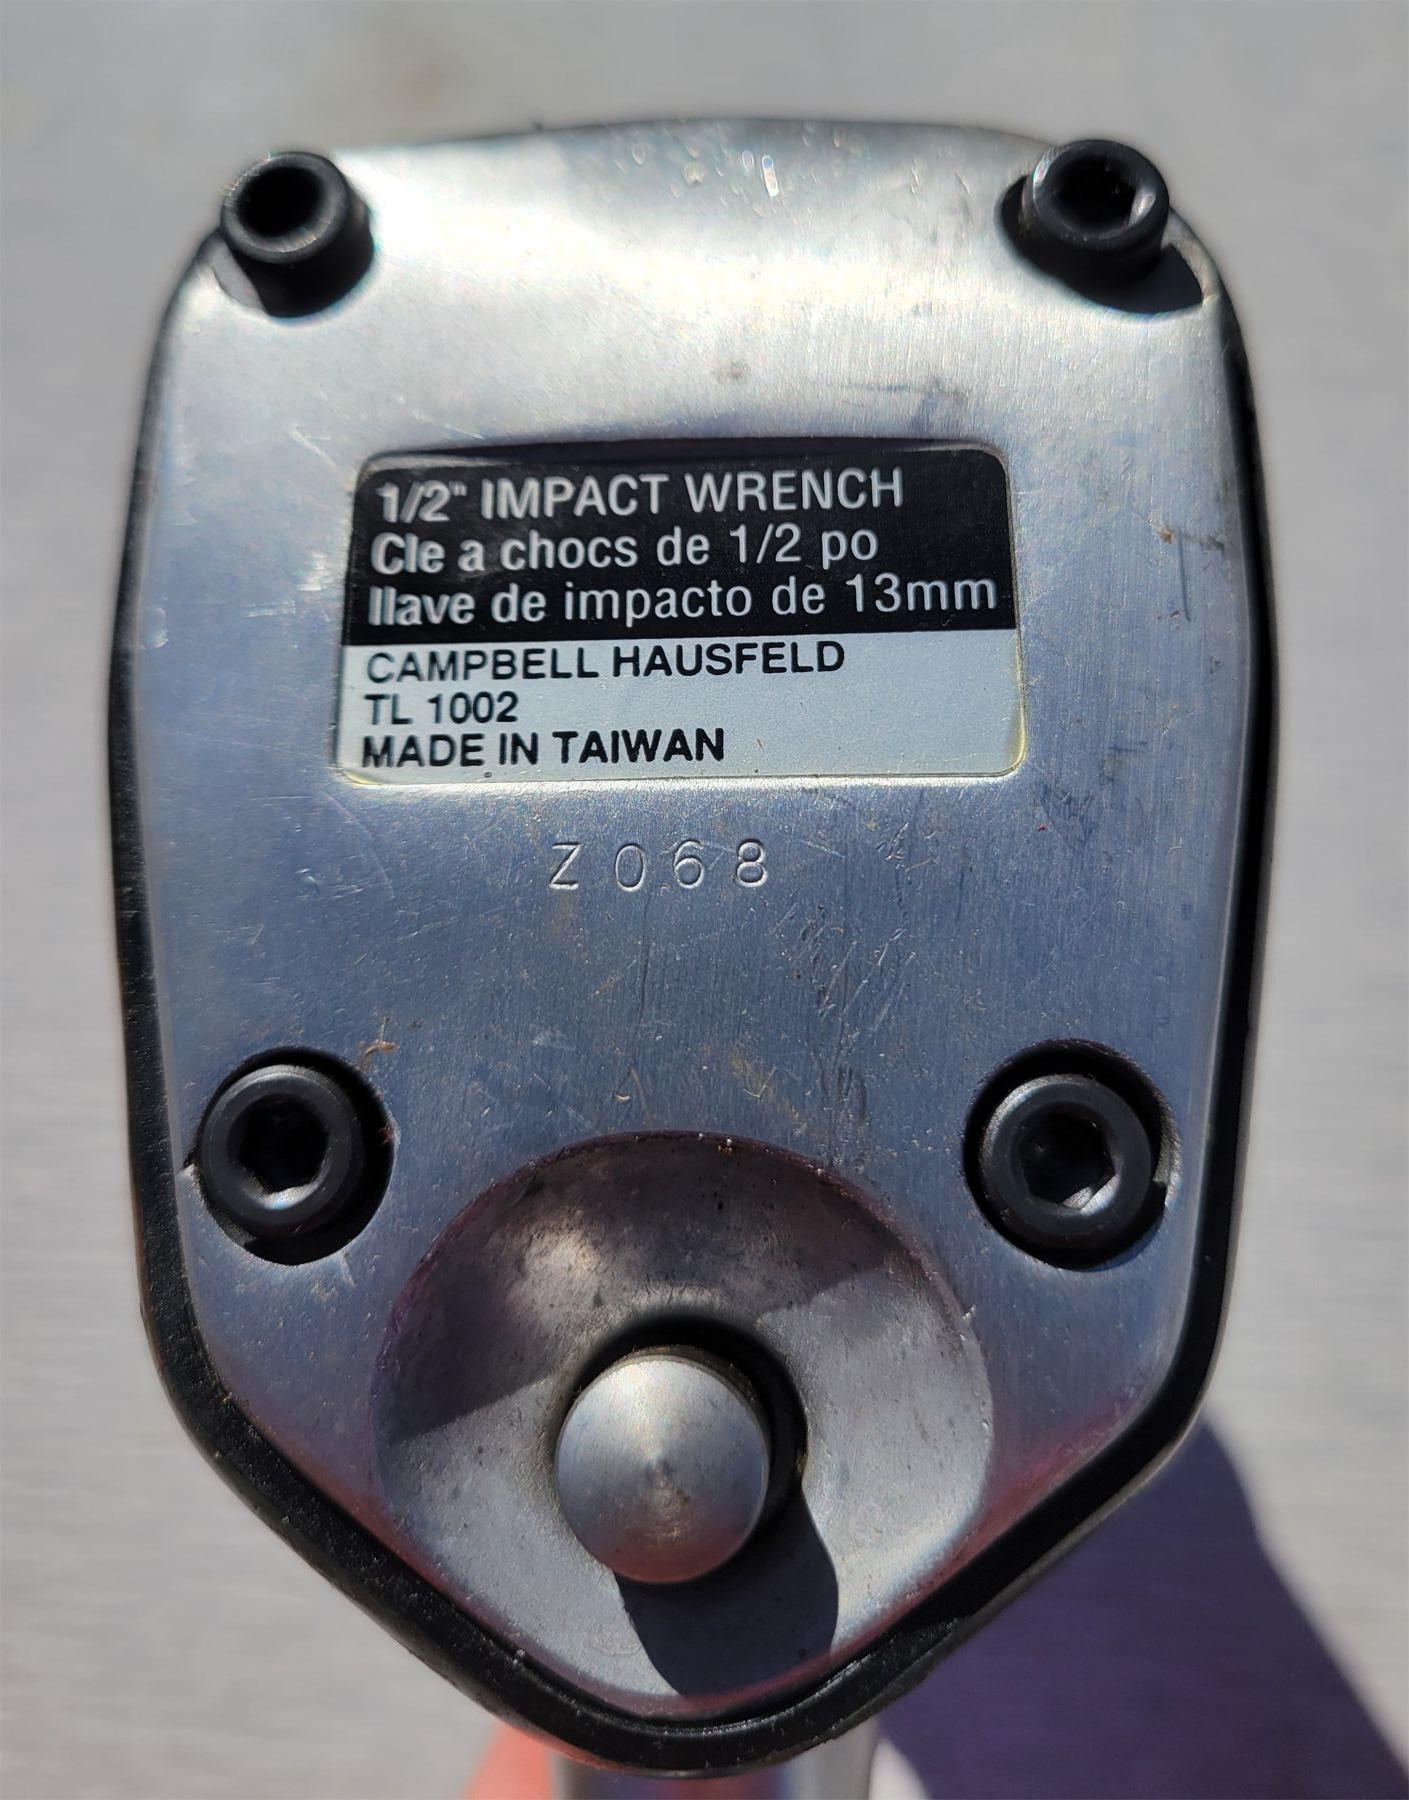 1/2" IMPACT WRENCH
Cle a chocs de 1/2 po
llave de impacto de 13mm
CAMPBELL HAUSFELD
TL 1002
MADE IN TAIWAN
Z068